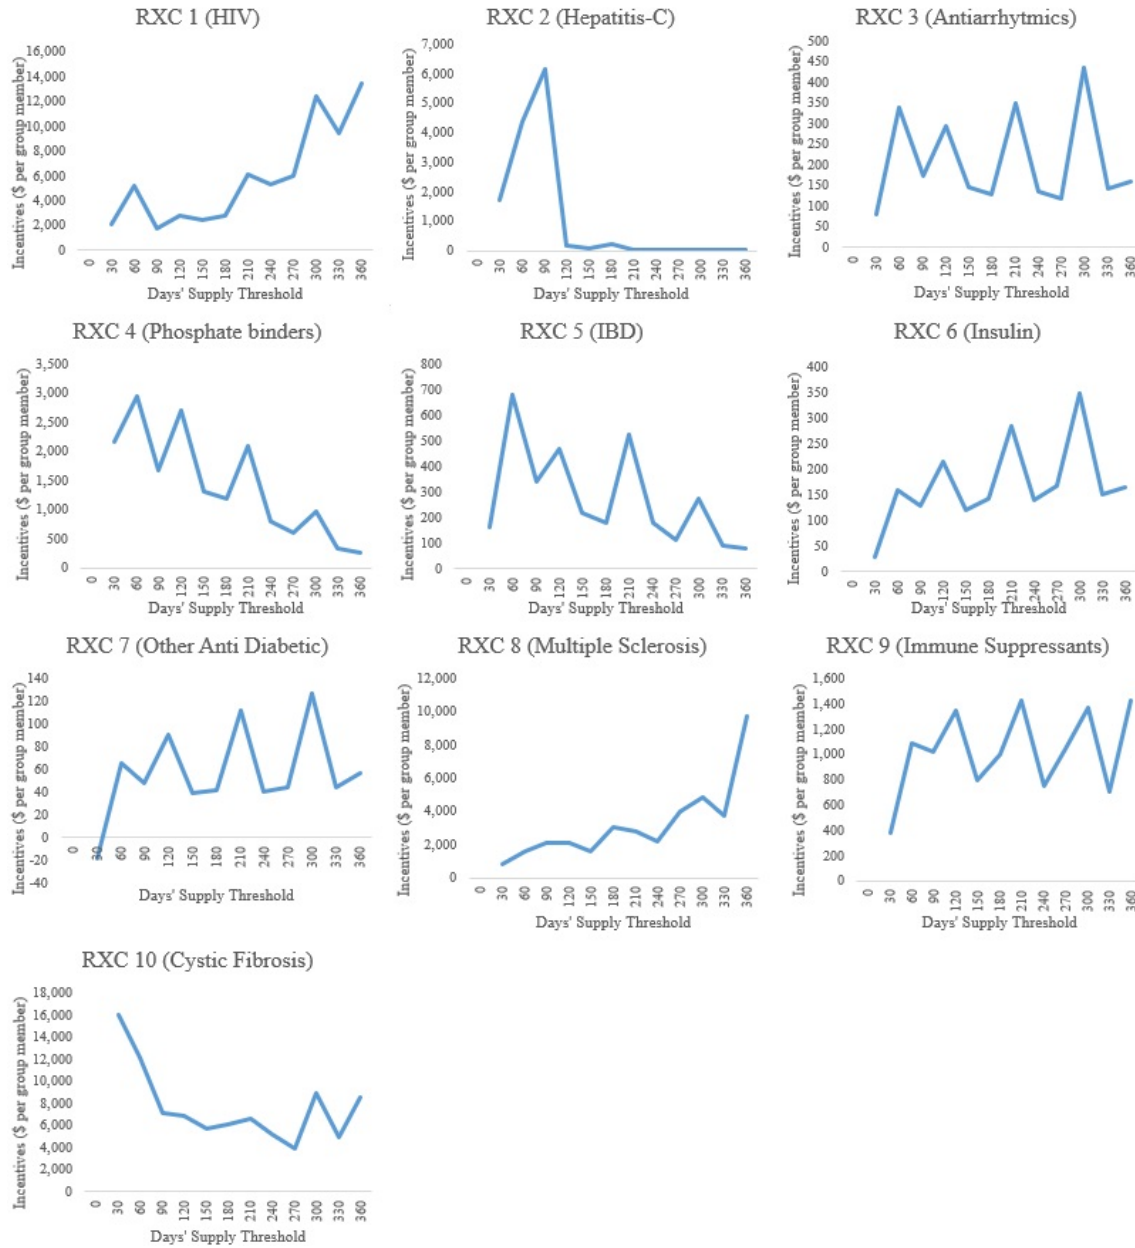 RXC 1 (HIV)
Incentives ($ per group member)
16,000
14,000
12,000
10,000
8,000
6,000
4,000
2,000
0
0 30 60 90 120 150 180 210 240 270 300 330 360
Days' Supply Threshold
RXC 2 (Hepatitis-C)
Incentives ($ per group member)
7,000
6,000
5,000
4,000
3,000
2,000
1,000
0
0 30 60 90 120 150 180 210 240 270 300 330 360
Days' Supply Threshold
RXC 3 (Antiarrhytmics)
Incentives ($ per group member)
500
450
400
350
300
250
200
150
100
50
0
0 30 60 90 120 150 180 210 240 270 300 330 360
Days' Supply Threshold
RXC 4 (Phosphate binders)
Incentives ($ per group member)
3,500
3,000
2,500
2,000
1,500
1,000
500
0
0 30 60 90 120 150 180 210 240 270 300 330 360
Days' Supply Threshold
RXC 5 (IBD)
Incentives ($ per group member)
800
700
600
500
400
300
200
100
0
0 30 60 90 120 150 180 210 240 270 300 330 360
Days' Supply Threshold
RXC 6 (Insulin)
Incentives ($ per group member)
400
350
300
250
200
150
100
50
0
0 30 60 90 120 150 180 210 240 270 300 330 360
Days' Supply Threshold
RXC 7 (Other Anti Diabetic)
Incentives ($ per group member)
140
120
100
80
60
40
20
0
-20
-40
0 30 60 90 120 150 180 210 240 270 300 330 360
Days' Supply Threshold
RXC 8 (Multiple Sclerosis)
Incentives ($ per group member)
12,000
10,000
8,000
6,000
4,000
2,000
0
0 30 60 90 120 150 180 210 240 270 300 330 360
Days' Supply Threshold
RXC 9 (Immune Suppressants)
Incentives ($ per group member)
1,600
1,400
1,200
1,000
800
600
400
200
0
0 30 60 90 120 150 180 210 240 270 300 330 360
Days' Supply Threshold
RXC 10 (Cystic Fibrosis)
Incentives ($ per group member)
18,000
16,000
14,000
12,000
10,000
8,000
6,000
4,000
2,000
0
0 30 60 90 120 150 180 210 240 270 300 330 360
Days' Supply Threshold